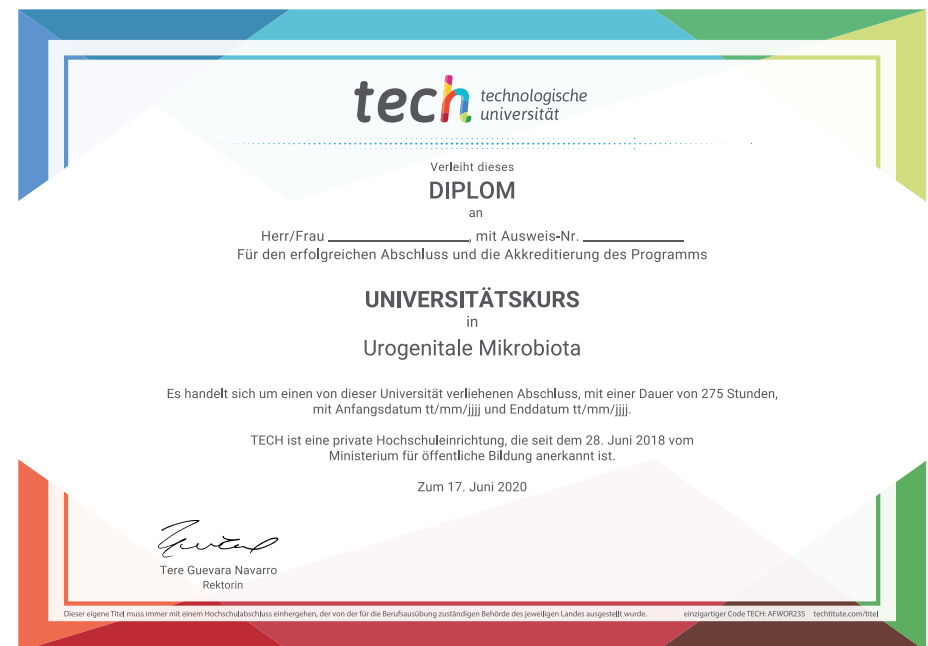 tech technologische
universität
Verleiht dieses
DIPLOM
an
Herr/Frau ____________________, mit Ausweis-Nr. ______________
Für den erfolgreichen Abschluss und die Akkreditierung des Programms
UNIVERSITÄTSKURS
in
Urogenitale Mikrobiota
Es handelt sich um einen von dieser Universität verliehenen Abschluss, mit einer Dauer von 275 Stunden,
mit Anfangsdatum tt/mm/jjjj und Enddatum tt/mm/jjjj.
TECH ist eine private Hochschuleinrichtung, die seit dem 28. Juni 2018 vom
Ministerium für öffentliche Bildung anerkannt ist.
Zum 17. Juni 2020
Tere Guevara Navarro
Rektorin
Dieser eigene Titel muss immer mit einem Hochschulabschluss einhergehen, der von der für die Berufsausübung zuständigen Behörde des jeweiligen Landes ausgestellt wurde. einzigartiger Code TECH: AFWOR23S techtitute.com/titel